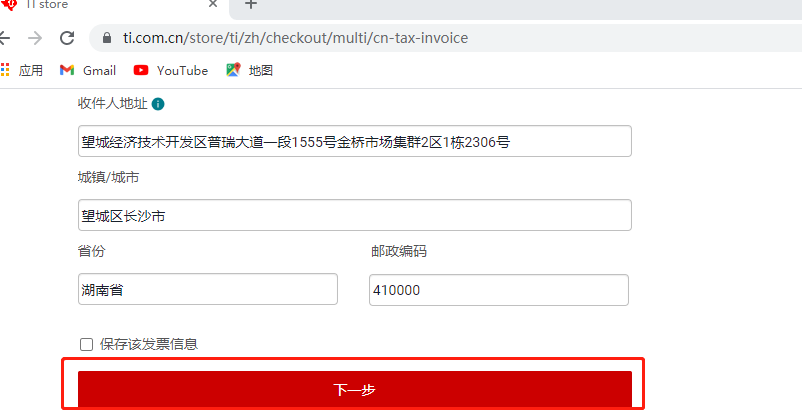 TI store
ti.com.cn/store/ti/zh/checkout/multi/cn-tax-invoice
应用 Gmail YouTube 地图
收件人地址
望城经济技术开发区普瑞大道一段1555号金桥市场集群2区1栋2306号
城镇/城市
望城区长沙市
省份 邮政编码
湖南省 410000
保存该发票信息
下一步